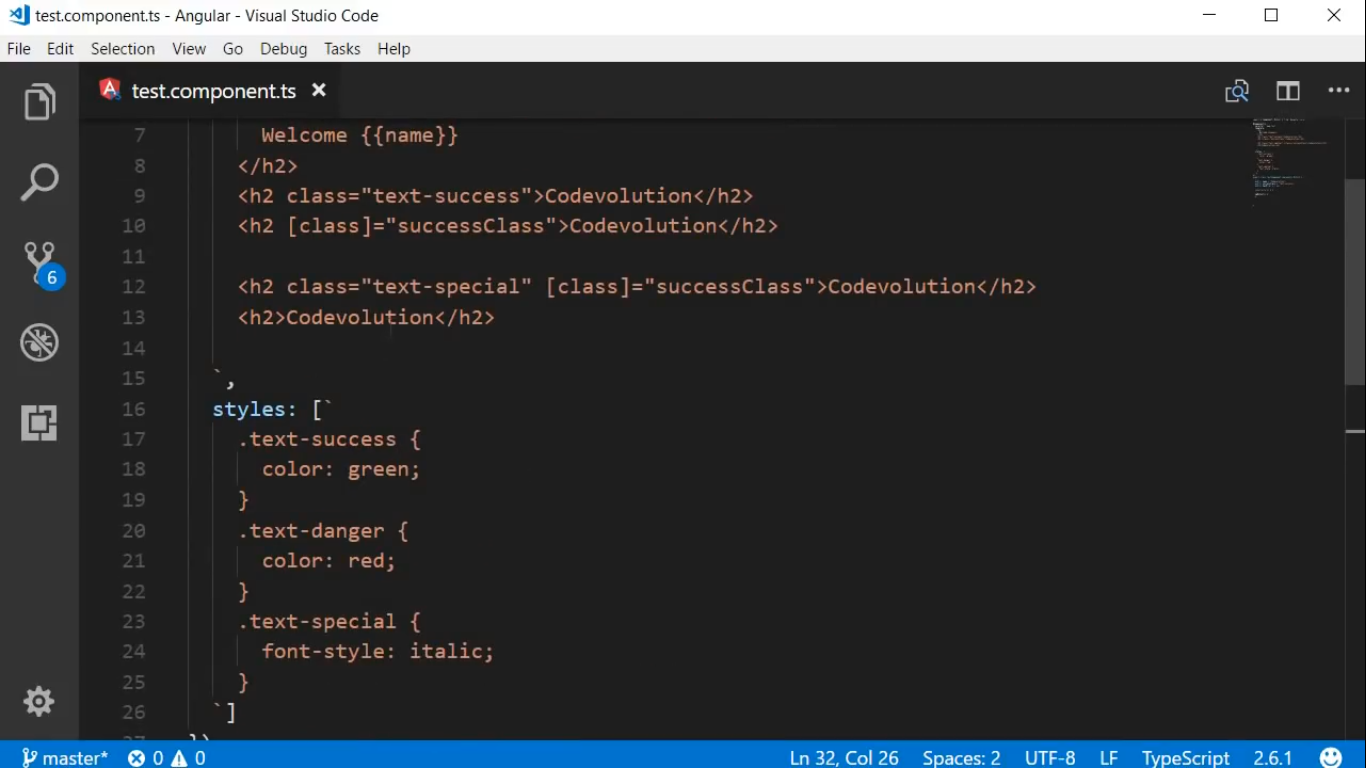 test.component.ts - Angular - Visual Studio Code
File Edit Selection View Go Debug Tasks Help
test.component.ts
7 Welcome {{name}}
8 </h2>
9 <h2 class="text-success">Codevolution</h2>
10 <h2 [class]="successClass">Codevolution</h2>
11
12 <h2 class="text-special" [class]="successClass">Codevolution</h2>
13 <h2>Codevolution</h2>
14
15 `,
16 styles: [`
17 .text-success {
18 color: green;
19 }
20 .text-danger {
21 color: red;
22 }
23 .text-special {
24 font-style: italic;
25 }
26 `]
27 })
6
master* 0 0 Ln 32, Col 26 Spaces: 2 UTF-8 LF TypeScript 2.6.1